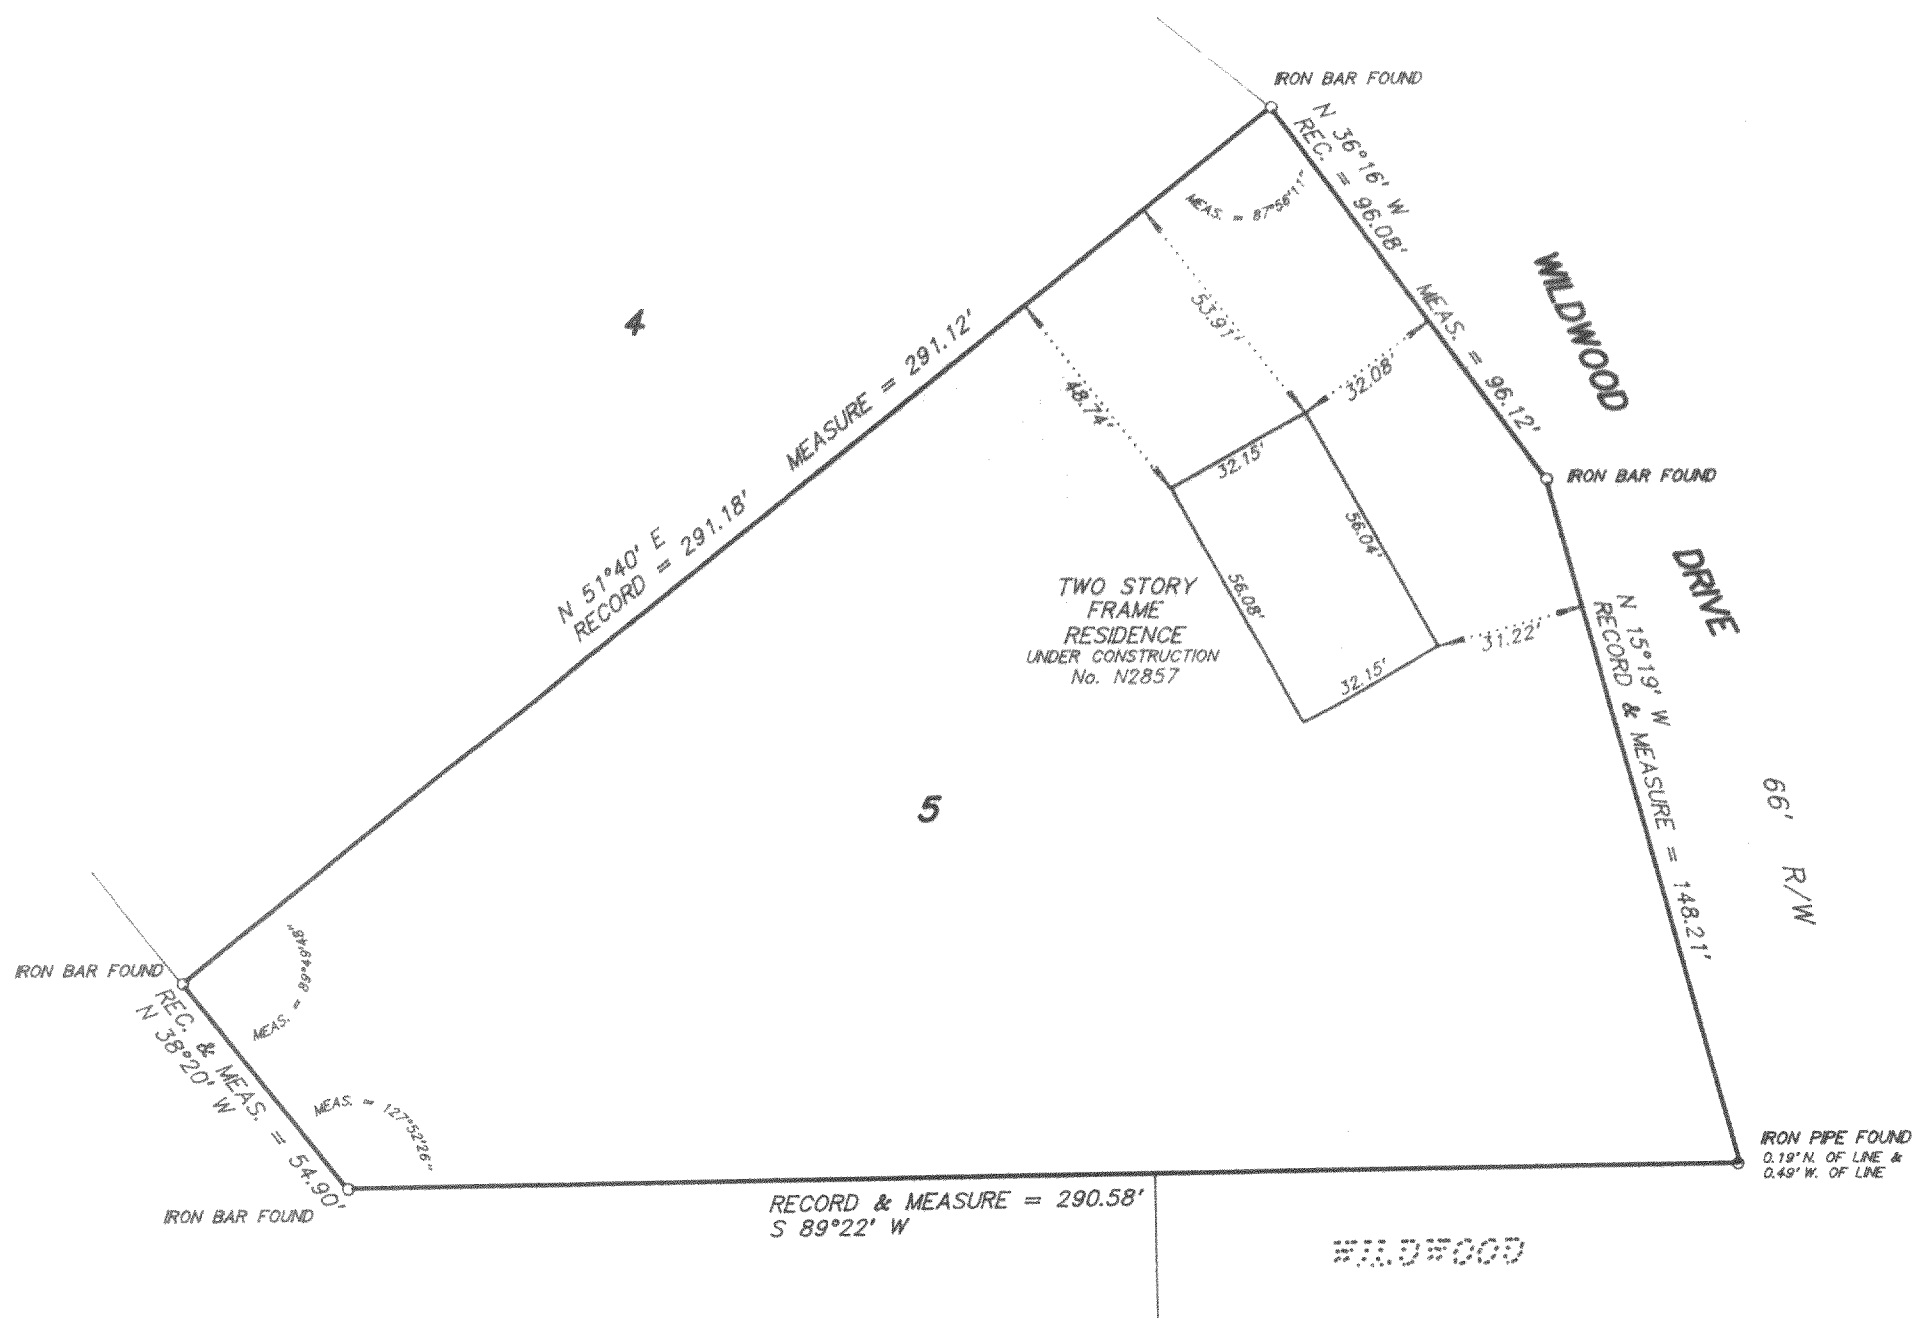 IRON BAR FOUND
N 36°16' W
REC. = 96.08'
MEAS. = 96.12'
MEAS. = 87°56'11"
WILDWOOD
DRIVE
4
53.91'
32.08'
MEASURE = 291.12'
48.74'
32.15'
IRON BAR FOUND
N 51°40' E
RECORD = 291.18'
56.04'
56.08'
TWO STORY
FRAME
RESIDENCE
UNDER CONSTRUCTION
No. N2857
31.22'
32.15'
N 15°19' W
RECORD & MEASURE = 148.21'
66' R/W
5
MEAS. = 89°49'48"
IRON BAR FOUND
REC. & MEAS. = 54.90'
N 38°20' W
MEAS. = 127°52'26"
IRON PIPE FOUND
0.19' N. OF LINE &
0.49' W. OF LINE
RECORD & MEASURE = 290.58'
S 89°22' W
IRON BAR FOUND
WILDWOOD